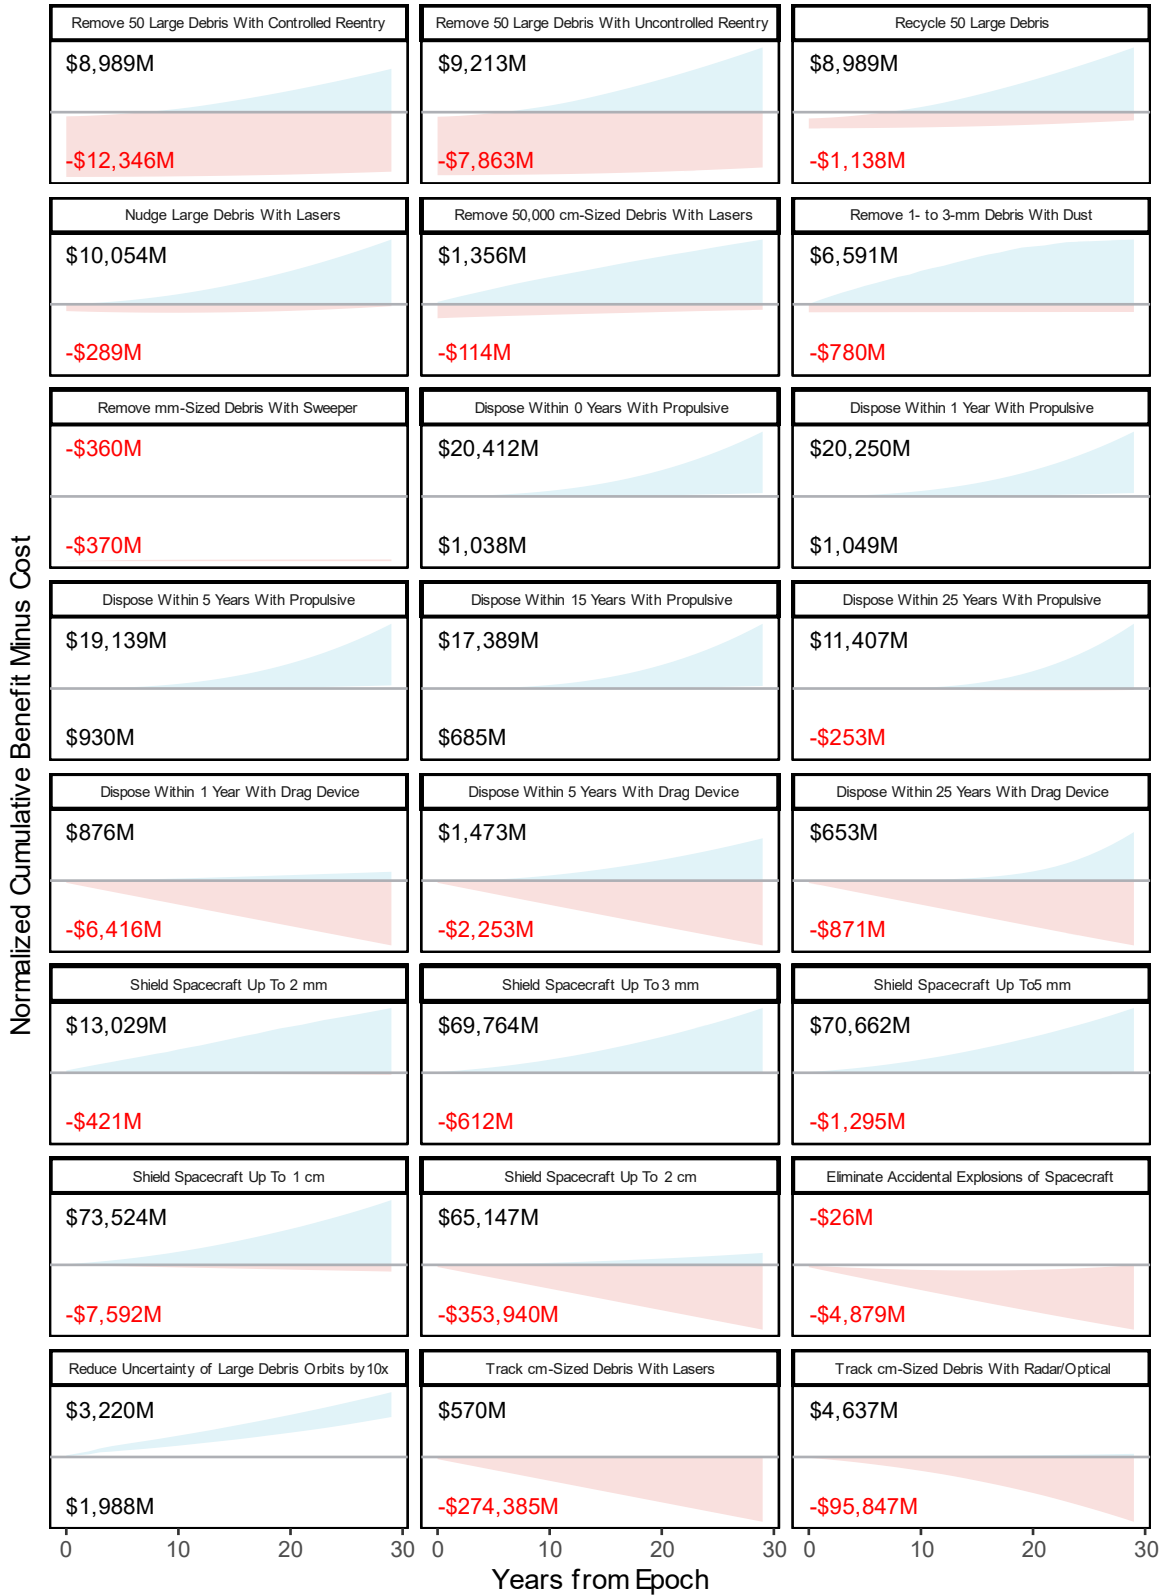 Remove 50 Large Debris With Controlled Reentry
$8,989M
-$12,346M
Remove 50 Large Debris With Uncontrolled Reentry
$9,213M
-$7,863M
Recycle 50 Large Debris
$8,989M
-$1,138M
Nudge Large Debris With Lasers
$10,054M
-$289M
Remove 50,000 cm-Sized Debris With Lasers
$1,356M
-$114M
Remove 1- to 3-mm Debris With Dust
$6,591M
-$780M
Remove mm-Sized Debris With Sweeper
-$360M
-$370M
Dispose Within 0 Years With Propulsive
$20,412M
$1,038M
Dispose Within 1 Year With Propulsive
$20,250M
$1,049M
Dispose Within 5 Years With Propulsive
$19,139M
$930M
Dispose Within 15 Years With Propulsive
$17,389M
$685M
Dispose Within 25 Years With Propulsive
$11,407M
-$253M
Dispose Within 1 Year With Drag Device
$876M
-$6,416M
Dispose Within 5 Years With Drag Device
$1,473M
-$2,253M
Dispose Within 25 Years With Drag Device
$653M
-$871M
Shield Spacecraft Up To 2 mm
$13,029M
-$421M
Shield Spacecraft Up To 3 mm
$69,764M
-$612M
Shield Spacecraft Up To5 mm
$70,662M
-$1,295M
Shield Spacecraft Up To 1 cm
$73,524M
-$7,592M
Shield Spacecraft Up To 2 cm
$65,147M
-$353,940M
Eliminate Accidental Explosions of Spacecraft
-$26M
-$4,879M
Reduce Uncertainty of Large Debris Orbits by10x
$3,220M
$1,988M
Track cm-Sized Debris With Lasers
$570M
-$274,385M
Track cm-Sized Debris With Radar/Optical
$4,637M
-$95,847M
0 10 20 30 0 10 20 30 0 10 20 30
Years from Epoch
Normalized Cumulative Benefit Minus Cost